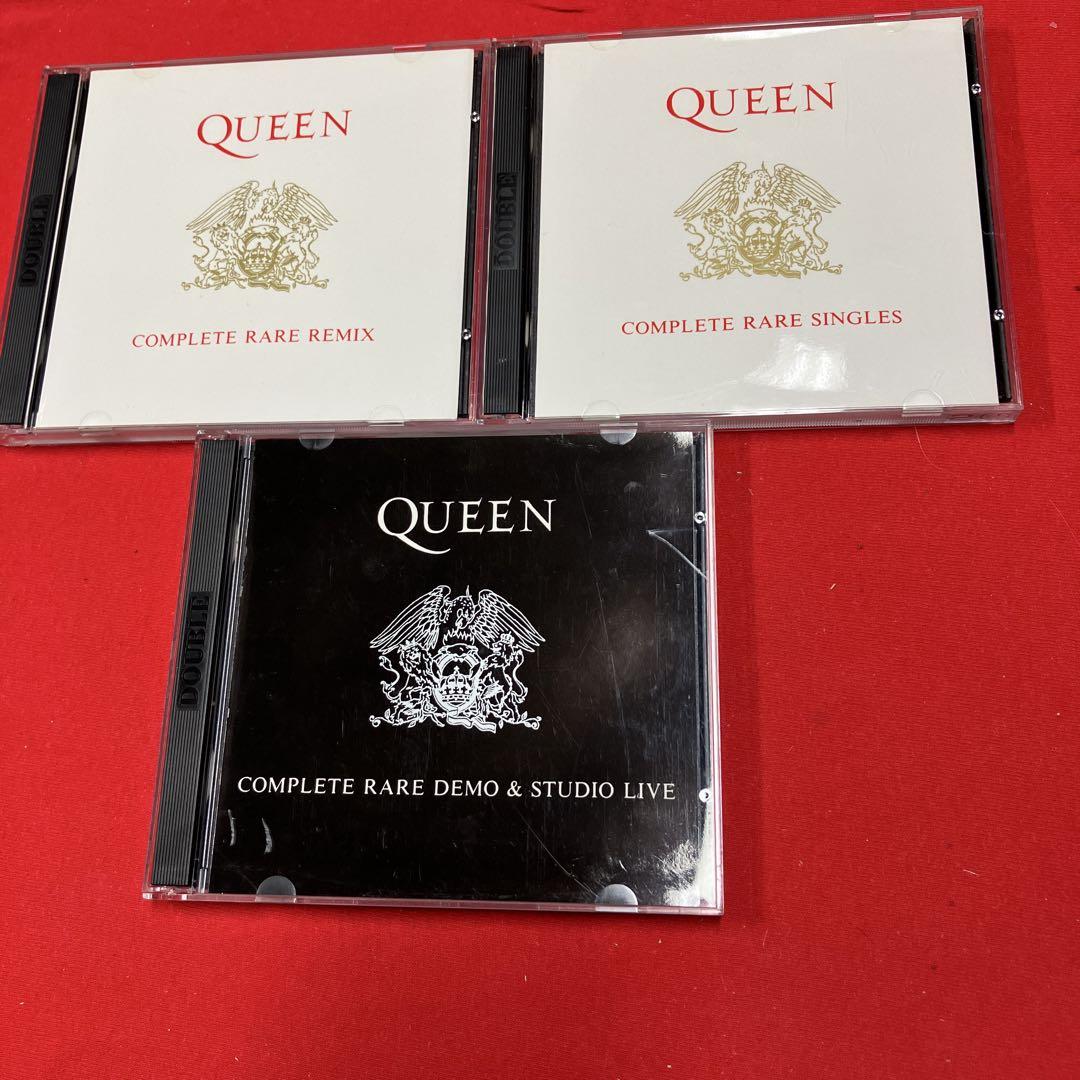 DOUBLE
QUEEN
COMPLETE RARE REMIX
DOUBLE
QUEEN
COMPLETE RARE SINGLES
DOUBLE
QUEEN
COMPLETE RARE DEMO & STUDIO LIVE